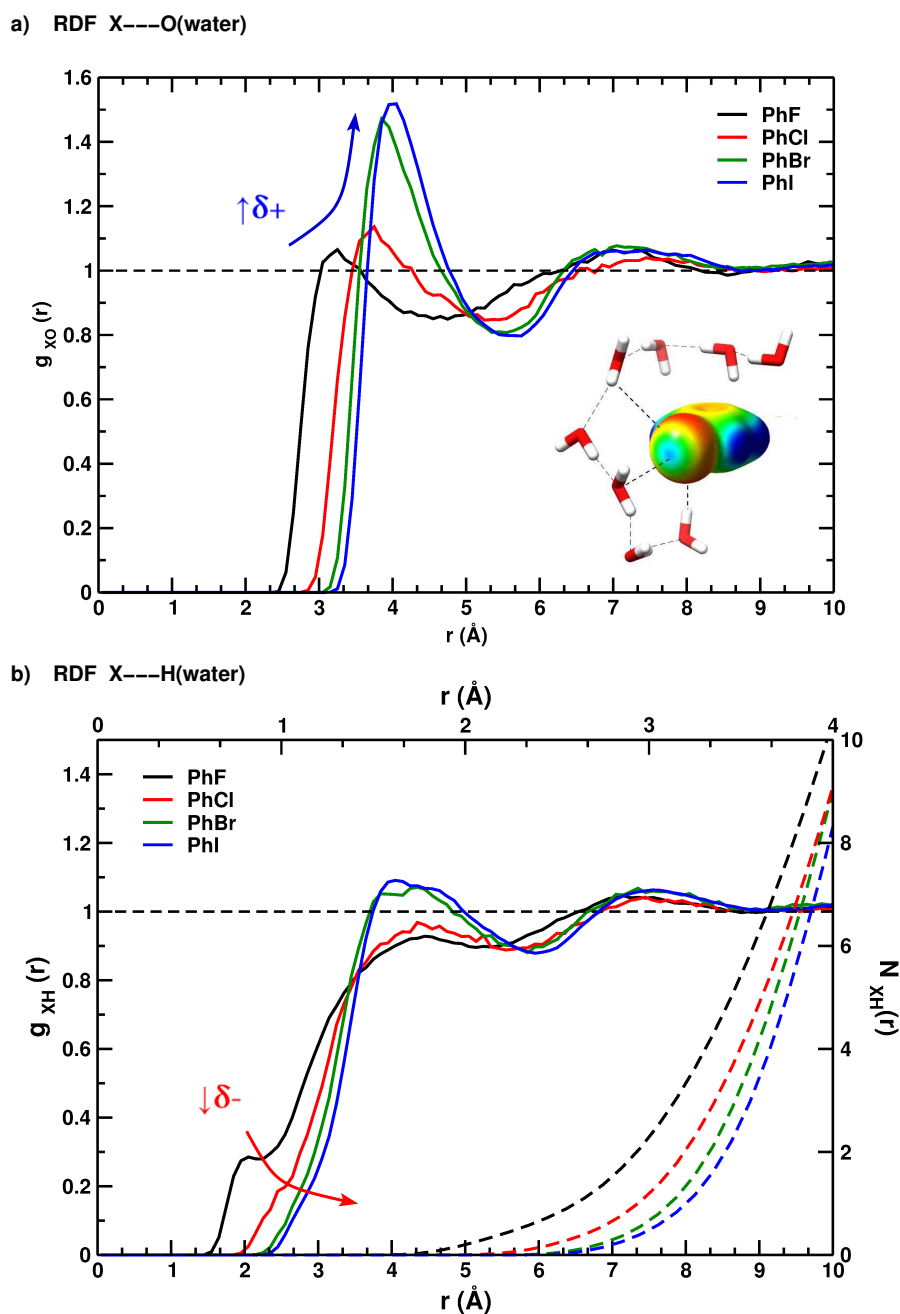 a) RDF X---O(water)
1.6
1.4
1.2
1
0.8
0.6
0.4
0.2
0
g XO (r)
PhF
PhCl
PhBr
PhI
↑δ+
0 1 2 3 4 5 6 7 8 9 10
r (Å)
b) RDF X---H(water)
r (Å)
0 1 2 3 4
1.4
1.2
1
0.8
0.6
0.4
0.2
0
g XH (r)
PhF
PhCl
PhBr
PhI
↓δ-
10
8
6
4
2
0
N XH(r)
0 1 2 3 4 5 6 7 8 9 10
r (Å)